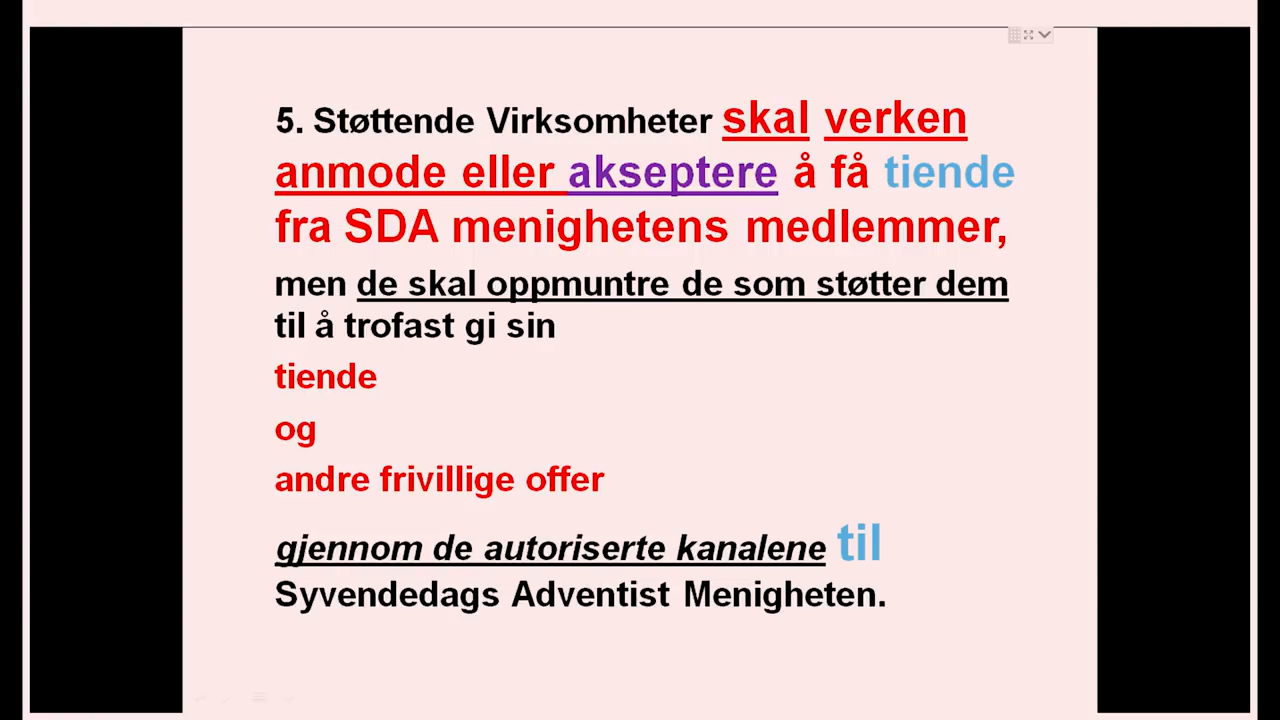 5. Støttende Virksomheter skal verken
anmode eller akseptere å få tiende
fra SDA menighetens medlemmer,
men de skal oppmuntre de som støtter dem
til å trofast gi sin
tiende
og
andre frivillige offer
gjennom de autoriserte kanalene til
Syvendedags Adventist Menigheten.